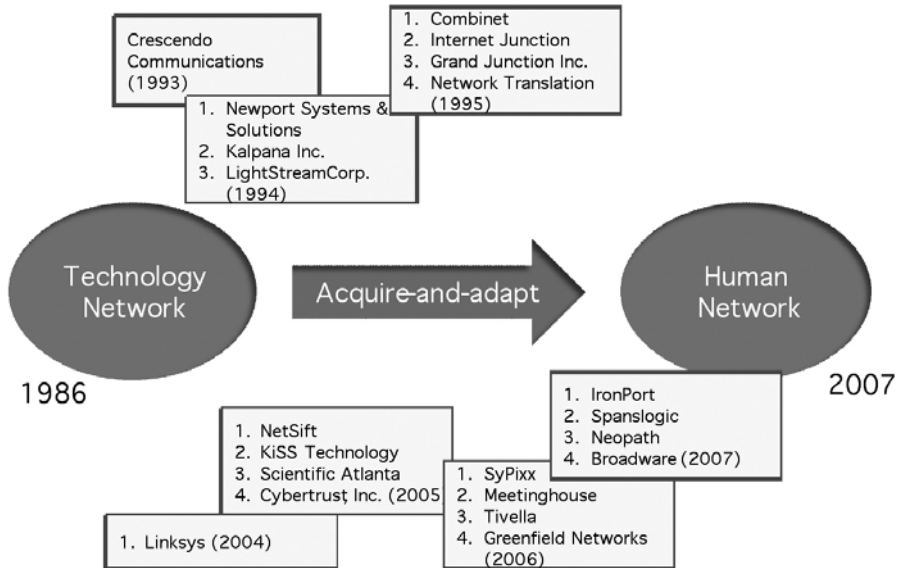 Crescendo
Communications
(1993)
1. Newport Systems &
Solutions
2. Kalpana Inc.
3. LightStreamCorp.
(1994)
1. Combinet
2. Internet Junction
3. Grand Junction Inc.
4. Network Translation
(1995)
Technology
Network
Acquire-and-adapt
Human
Network
1986
2007
1. Linksys (2004)
1. NetSift
2. KiSS Technology
3. Scientific Atlanta
4. Cybertrust, Inc. (2005
1. SyPixx
2. Meetinghouse
3. Tivella
4. Greenfield Networks
(2006)
1. IronPort
2. Spanslogic
3. Neopath
4. Broadware (2007)